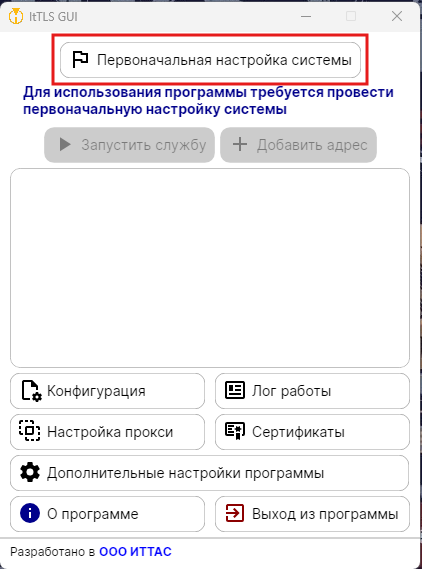 ItTLS GUI
Первоначальная настройка системы
Для использования программы требуется провести
первоначальную настройку системы
Запустить службу
Добавить адрес
Конфигурация
Лог работы
Настройка прокси
Сертификаты
Дополнительные настройки программы
О программе
Выход из программы
Разработано в ООО ИТТАС